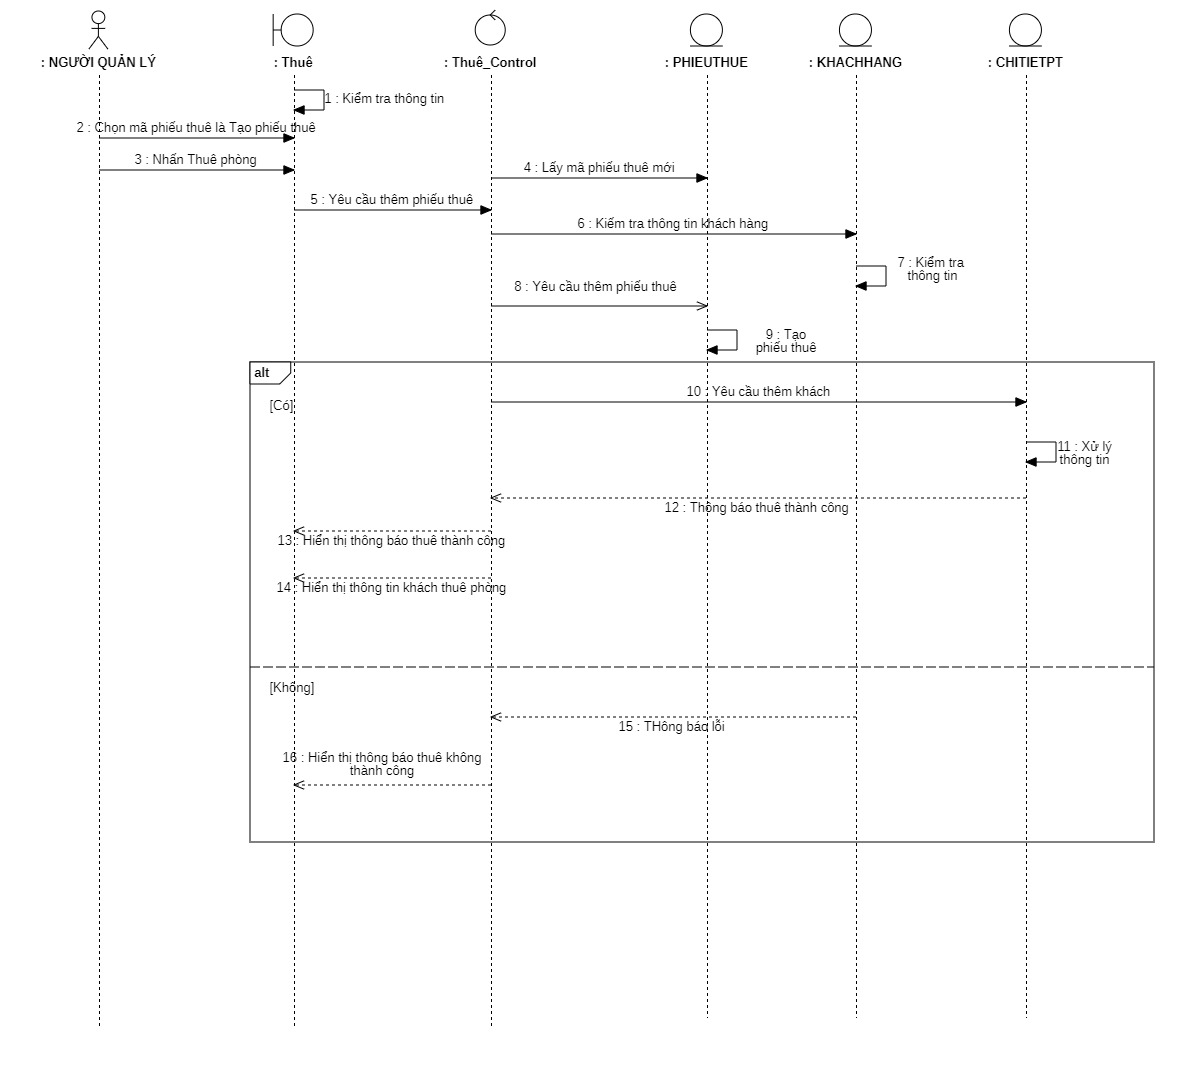 : NGƯỜI QUẢN LÝ
: Thuê
: Thuê_Control
: PHIEUTHUE
: KHACHHANG
: CHITIETPT
1 : Kiểm tra thông tin
2 : Chọn mã phiếu thuê là Tạo phiếu thuê
3 : Nhấn Thuê phòng
4 : Lấy mã phiếu thuê mới
5 : Yêu cầu thêm phiếu thuê
6 : Kiểm tra thông tin khách hàng
7 : Kiểm tra
thông tin
8 : Yêu cầu thêm phiếu thuê
9 : Tạo
phiếu thuê
alt
[Có]
10 : Yêu cầu thêm khách
11 : Xử lý
thông tin
12 : Thông báo thuê thành công
13 : Hiển thị thông báo thuê thành công
14 : Hiển thị thông tin khách thuê phòng
[Không]
15 : THông báo lỗi
16 : Hiển thị thông báo thuê không
thành công